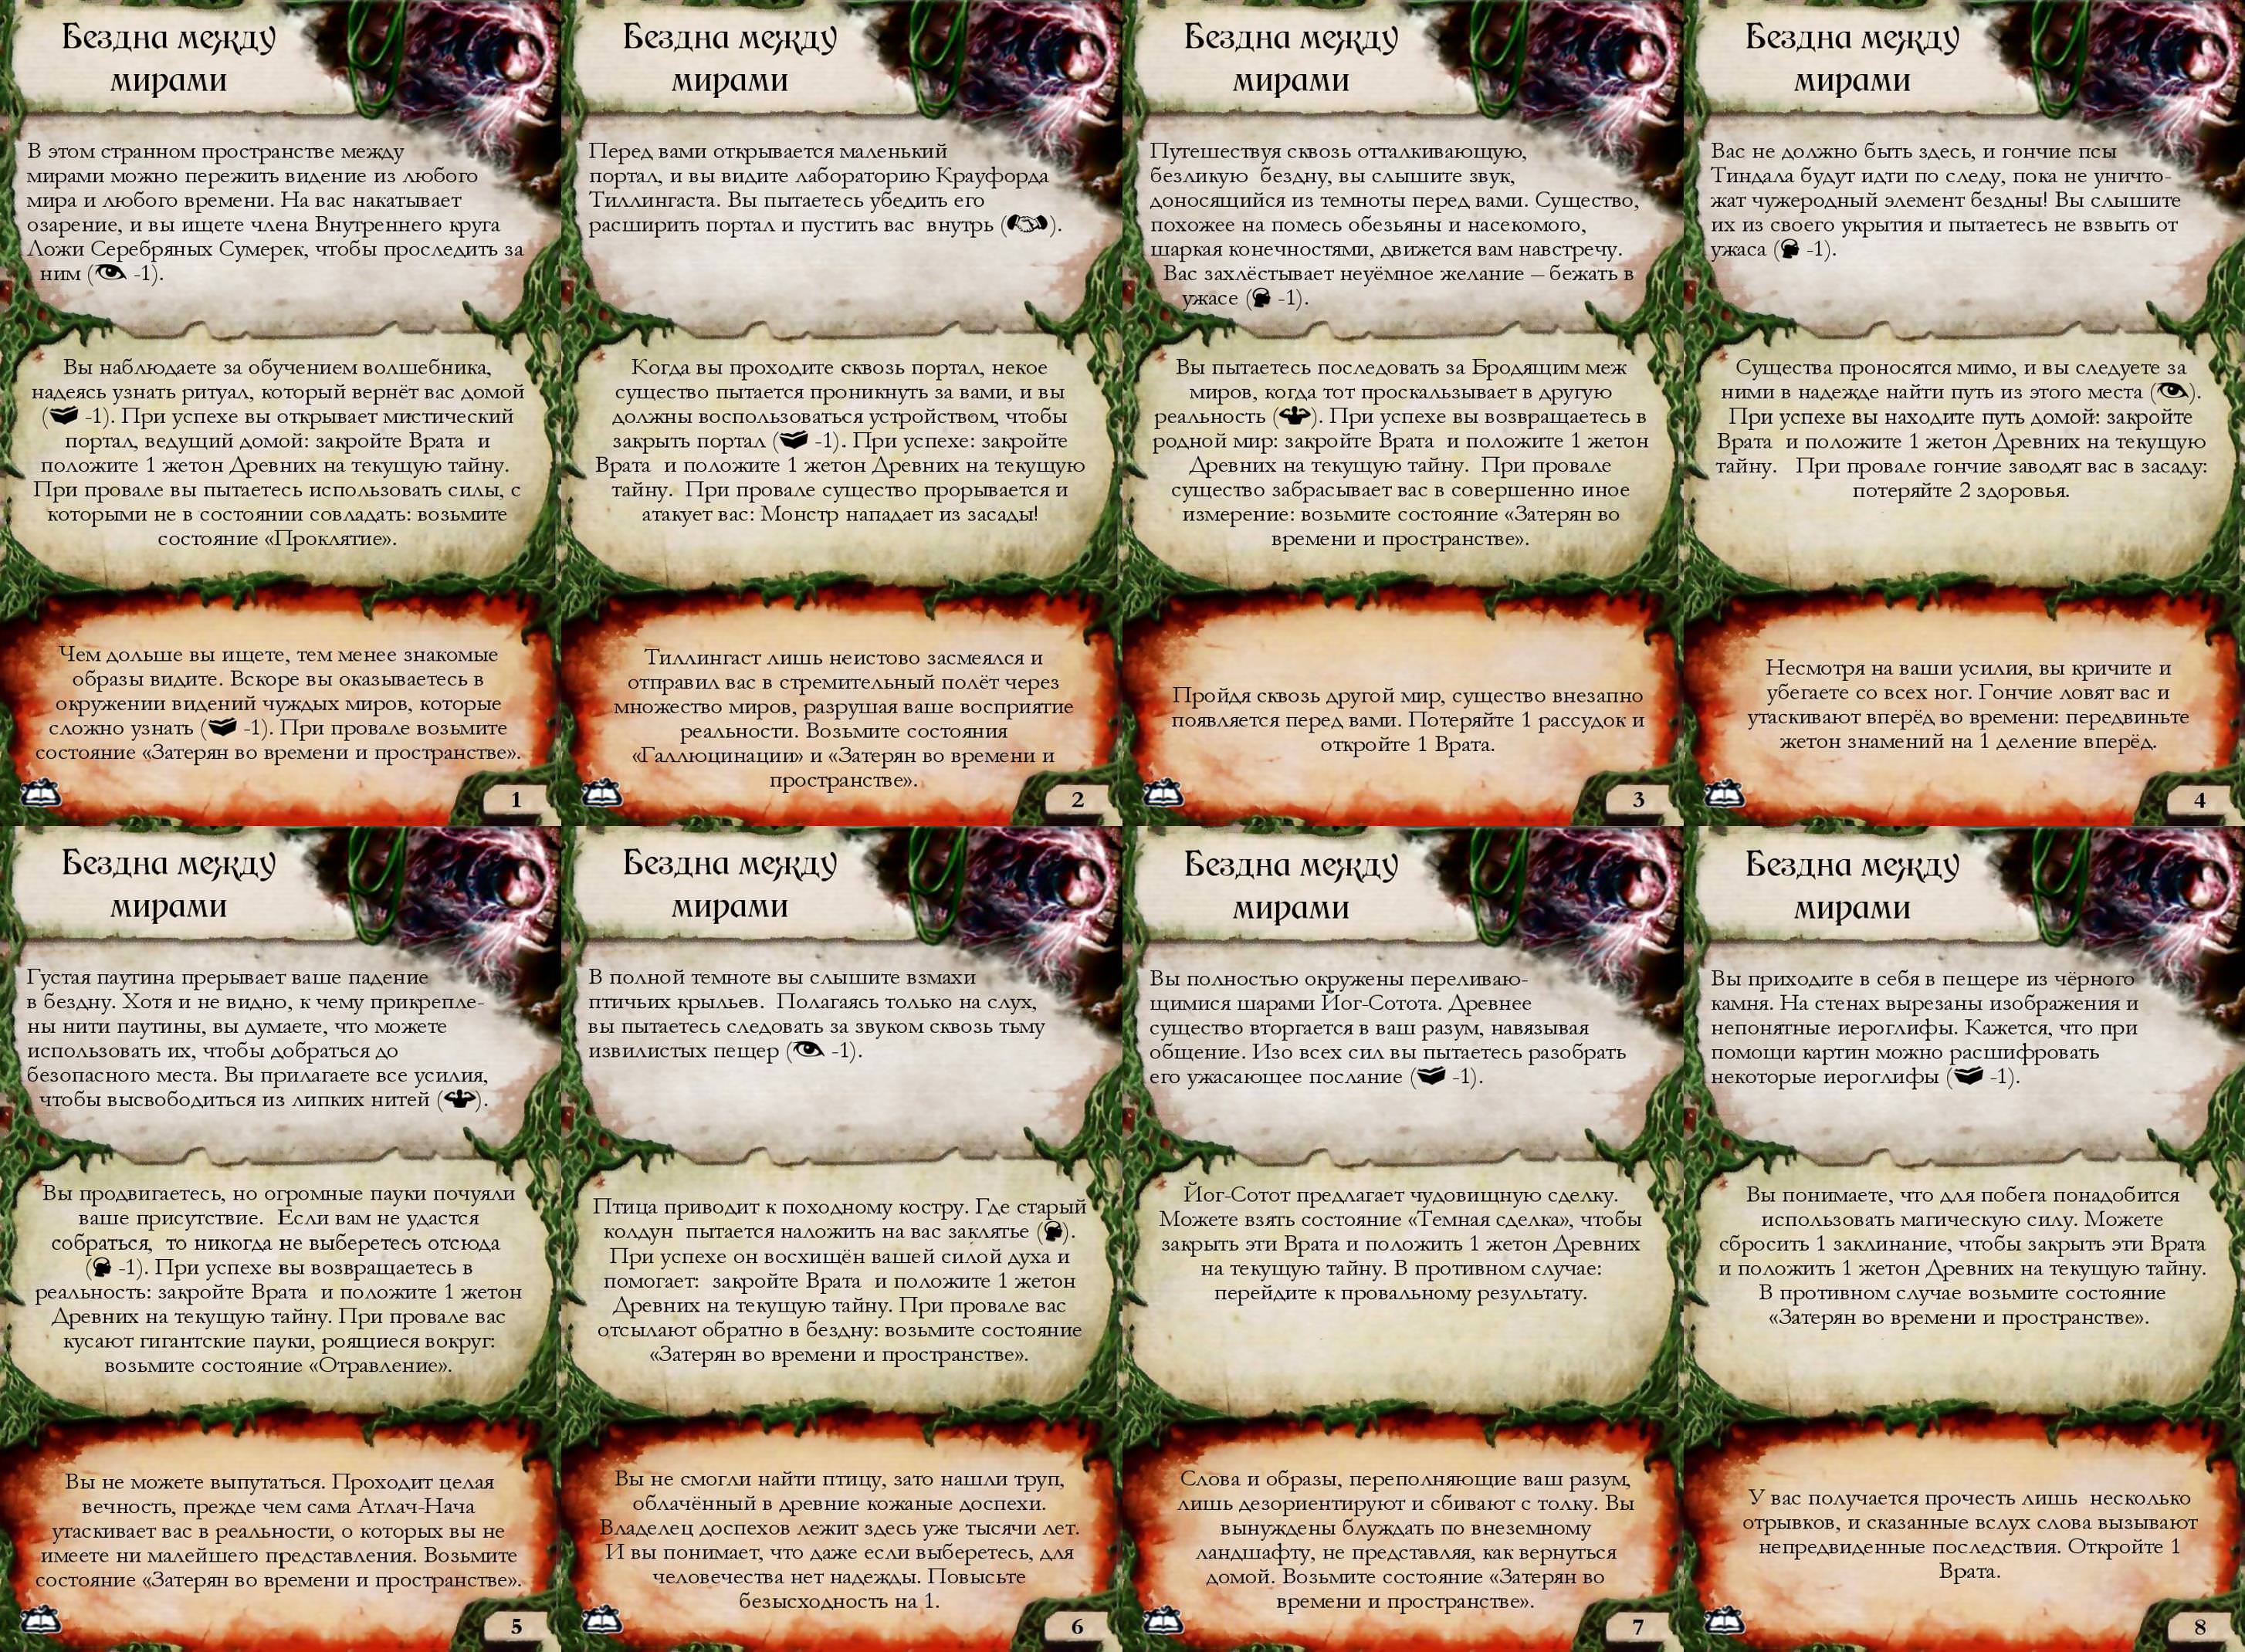 Бездна между
мирами
В этом странном пространстве между
мирами можно пережить видение из любого
мира и любого времени. На вас накатывает
озарение, и вы ищете члена Внутреннего круга
Ложи Серебряных Сумерек, чтобы проследить за
ним ( -1).
Вы наблюдаете за обучением волшебника,
надеясь узнать ритуал, который вернёт вас домой
( -1). При успехе вы открывает мистический
портал, ведущий домой: закройте Врата и
положите 1 жетон Древних на текущую тайну.
При провале вы пытаетесь использовать силы, с
которыми не в состоянии совладать: возьмите
состояние «Проклятие».
Чем дольше вы ищете, тем менее знакомые
образы видите. Вскоре вы оказываетесь в
окружении видений чуждых миров, которые
сложно узнать ( -1). При провале возьмите
состояние «Затерян во времени и пространстве».
1
Бездна между
мирами
Перед вами открывается маленький
портал, и вы видите лабораторию Крауфорда
Тиллингаста. Вы пытаетесь убедить его
расширить портал и пустить вас внутрь ( ).
Когда вы проходите сквозь портал, некое
существо пытается проникнуть за вами, и вы
должны воспользоваться устройством, чтобы
закрыть портал ( -1). При успехе: закройте
Врата и положите 1 жетон Древних на текущую
тайну. При провале существо прорывается и
атакует вас: Монстр нападает из засады!
Тиллингаст лишь неистово засмеялся и
отправил вас в стремительный полёт через
множество миров, разрушая ваше восприятие
реальности. Возьмите состояния
«Галлюцинации» и «Затерян во времени и
пространстве».
2
Бездна между
мирами
Путешествуя сквозь отталкивающую,
безликую бездну, вы слышите звук,
доносящийся из темноты перед вами. Существо,
похожее на помесь обезьяны и насекомого,
шаркая конечностями, движется вам навстречу.
Вас захлёстывает неуёмное желание – бежать в
ужасе ( -1).
Вы пытаетесь последовать за Бродящим меж
миров, когда тот проскальзывает в другую
реальность ( ). При успехе вы возвращаетесь в
родной мир: закройте Врата и положите 1 жетон
Древних на текущую тайну. При провале
существо забрасывает вас в совершенно иное
измерение: возьмите состояние «Затерян во
времени и пространстве».
Пройдя сквозь другой мир, существо внезапно
появляется перед вами. Потеряйте 1 рассудок и
откройте 1 Врата.
3
Бездна между
мирами
Вас не должно быть здесь, и гончие псы
Тиндала будут идти по следу, пока не уничто-
жат чужеродный элемент бездны! Вы слышите
их из своего укрытия и пытаетесь не взвыть от
ужаса ( -1).
Существа проносятся мимо, и вы следуете за
ними в надежде найти путь из этого места ( ).
При успехе вы находите путь домой: закройте
Врата и положите 1 жетон Древних на текущую
тайну. При провале гончие заводят вас в засаду:
потеряйте 2 здоровья.
Несмотря на ваши усилия, вы кричите и
убегаете со всех ног. Гончие ловят вас и
утаскивают вперёд во времени: передвиньте
жетон знамений на 1 деление вперёд.
4
Бездна между
мирами
Густая паутина прерывает ваше падение
в бездну. Хотя и не видно, к чему прикрепле-
ны нити паутины, вы думаете, что можете
использовать их, чтобы добраться до
безопасного места. Вы прилагаете все усилия,
чтобы высвободиться из липких нитей ( ).
Вы продвигаетесь, но огромные пауки почуяли
ваше присутствие. Если вам не удастся
собраться, то никогда не выберетесь отсюда
( -1). При успехе вы возвращаетесь в
реальность: закройте Врата и положите 1 жетон
Древних на текущую тайну. При провале вас
кусают гигантские пауки, роящиеся вокруг:
возьмите состояние «Отравление».
Вы не можете выпутаться. Проходит целая
вечность, прежде чем сама Атлач-Нача
утаскивает вас в реальности, о которых вы не
имеете ни малейшего представления. Возьмите
состояние «Затерян во времени и пространстве».
5
Бездна между
мирами
В полной темноте вы слышите взмахи
птичьих крыльев. Полагаясь только на слух,
вы пытаетесь следовать за звуком сквозь тьму
извилистых пещер ( -1).
Птица приводит к походному костру. Где старый
колдун пытается наложить на вас заклятье ( ).
При успехе он восхищён вашей силой духа и
помогает: закройте Врата и положите 1 жетон
Древних на текущую тайну. При провале вас
отсылают обратно в бездну: возьмите состояние
«Затерян во времени и пространстве».
Вы не смогли найти птицу, зато нашли труп,
облачённый в древние кожаные доспехи.
Владелец доспехов лежит здесь уже тысячи лет.
И вы понимает, что даже если выберетесь, для
человечества нет надежды. Повысьте
безысходность на 1.
6
Бездна между
мирами
Вы полностью окружены переливаю-
щимися шарами Йог-Сотота. Древнее
существо вторгается в ваш разум, навязывая
общение. Изо всех сил вы пытаетесь разобрать
его ужасающее послание ( -1).
Йог-Сотот предлагает чудовищную сделку.
Можете взять состояние «Темная сделка», чтобы
закрыть эти Врата и положить 1 жетон Древних
на текущую тайну. В противном случае:
перейдите к провальному результату.
Слова и образы, переполняющие ваш разум,
лишь дезориентируют и сбивают с толку. Вы
вынуждены блуждать по внеземному
ландшафту, не представляя, как вернуться
домой. Возьмите состояние «Затерян во
времени и пространстве».
7
Бездна между
мирами
Вы приходите в себя в пещере из чёрного
камня. На стенах вырезаны изображения и
непонятные иероглифы. Кажется, что при
помощи картин можно расшифровать
некоторые иероглифы ( -1).
Вы понимаете, что для побега понадобится
использовать магическую силу. Можете
сбросить 1 заклинание, чтобы закрыть эти Врата
и положить 1 жетон Древних на текущую тайну.
В противном случае возьмите состояние
«Затерян во времени и пространстве».
У вас получается прочесть лишь несколько
отрывков, и сказанные вслух слова вызывают
непредвиденные последствия. Откройте 1
Врата.
8